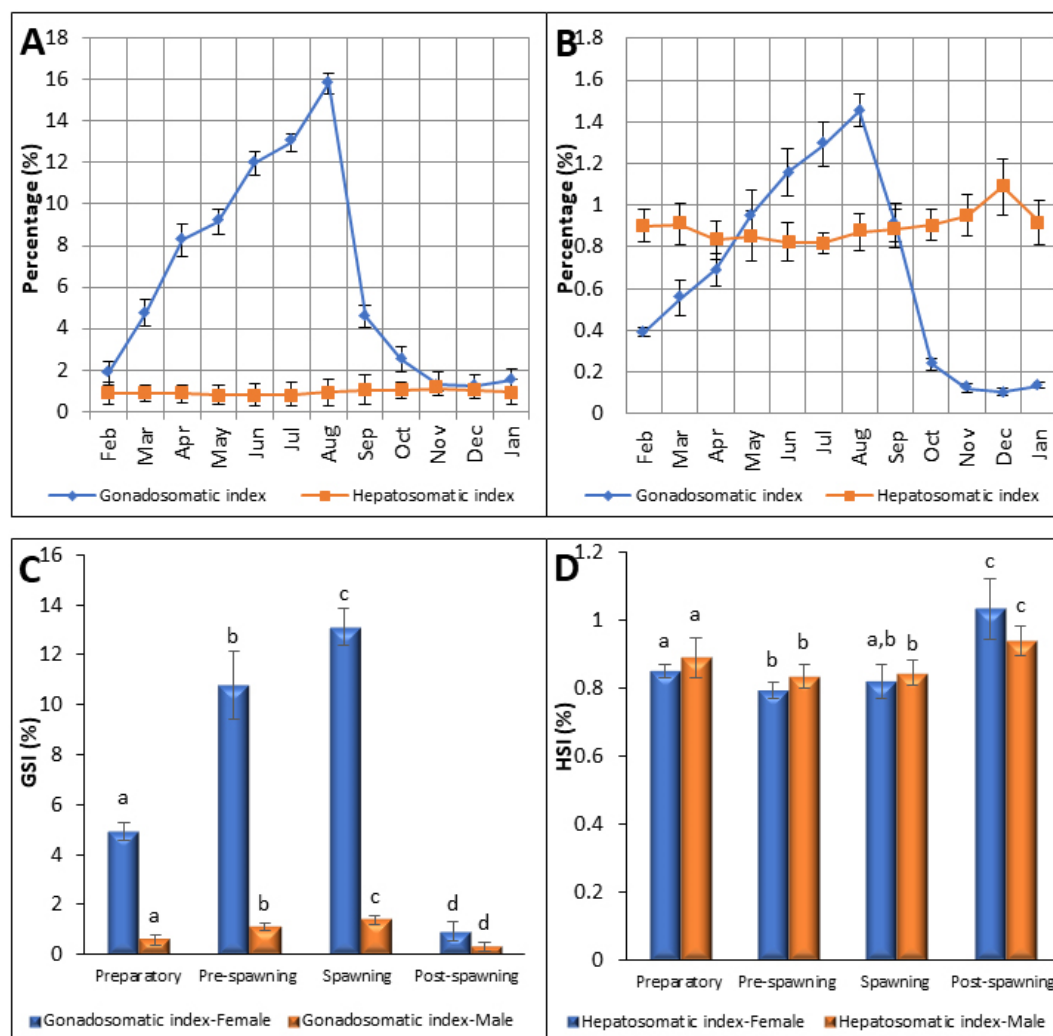 A
Percentage (%)
18
16
14
12
10
8
6
4
2
0
Feb
Mar
Apr
May
Jun
Jul
Aug
Sep
Oct
Nov
Dec
Jan
Gonadosomatic index
Hepatosomatic index
B
Percentage (%)
1.8
1.6
1.4
1.2
1
0.8
0.6
0.4
0.2
0
Feb
Mar
Apr
May
Jun
Jul
Aug
Sep
Oct
Nov
Dec
Jan
Gonadosomatic index
Hepatosomatic index
C
GSI (%)
16
14
12
10
8
6
4
2
0
a
a
b
b
c
c
d
d
Preparatory
Pre-spawning
Spawning
Post-spawning
Gonadosomatic index-Female
Gonadosomatic index-Male
D
HSI (%)
1.2
1
0.8
0.6
0.4
0.2
0
a
a
b
b
a,b
b
c
c
Preparatory
Pre-spawning
Spawning
Post-spawning
Hepatosomatic index-Female
Hepatosomatic index-Male